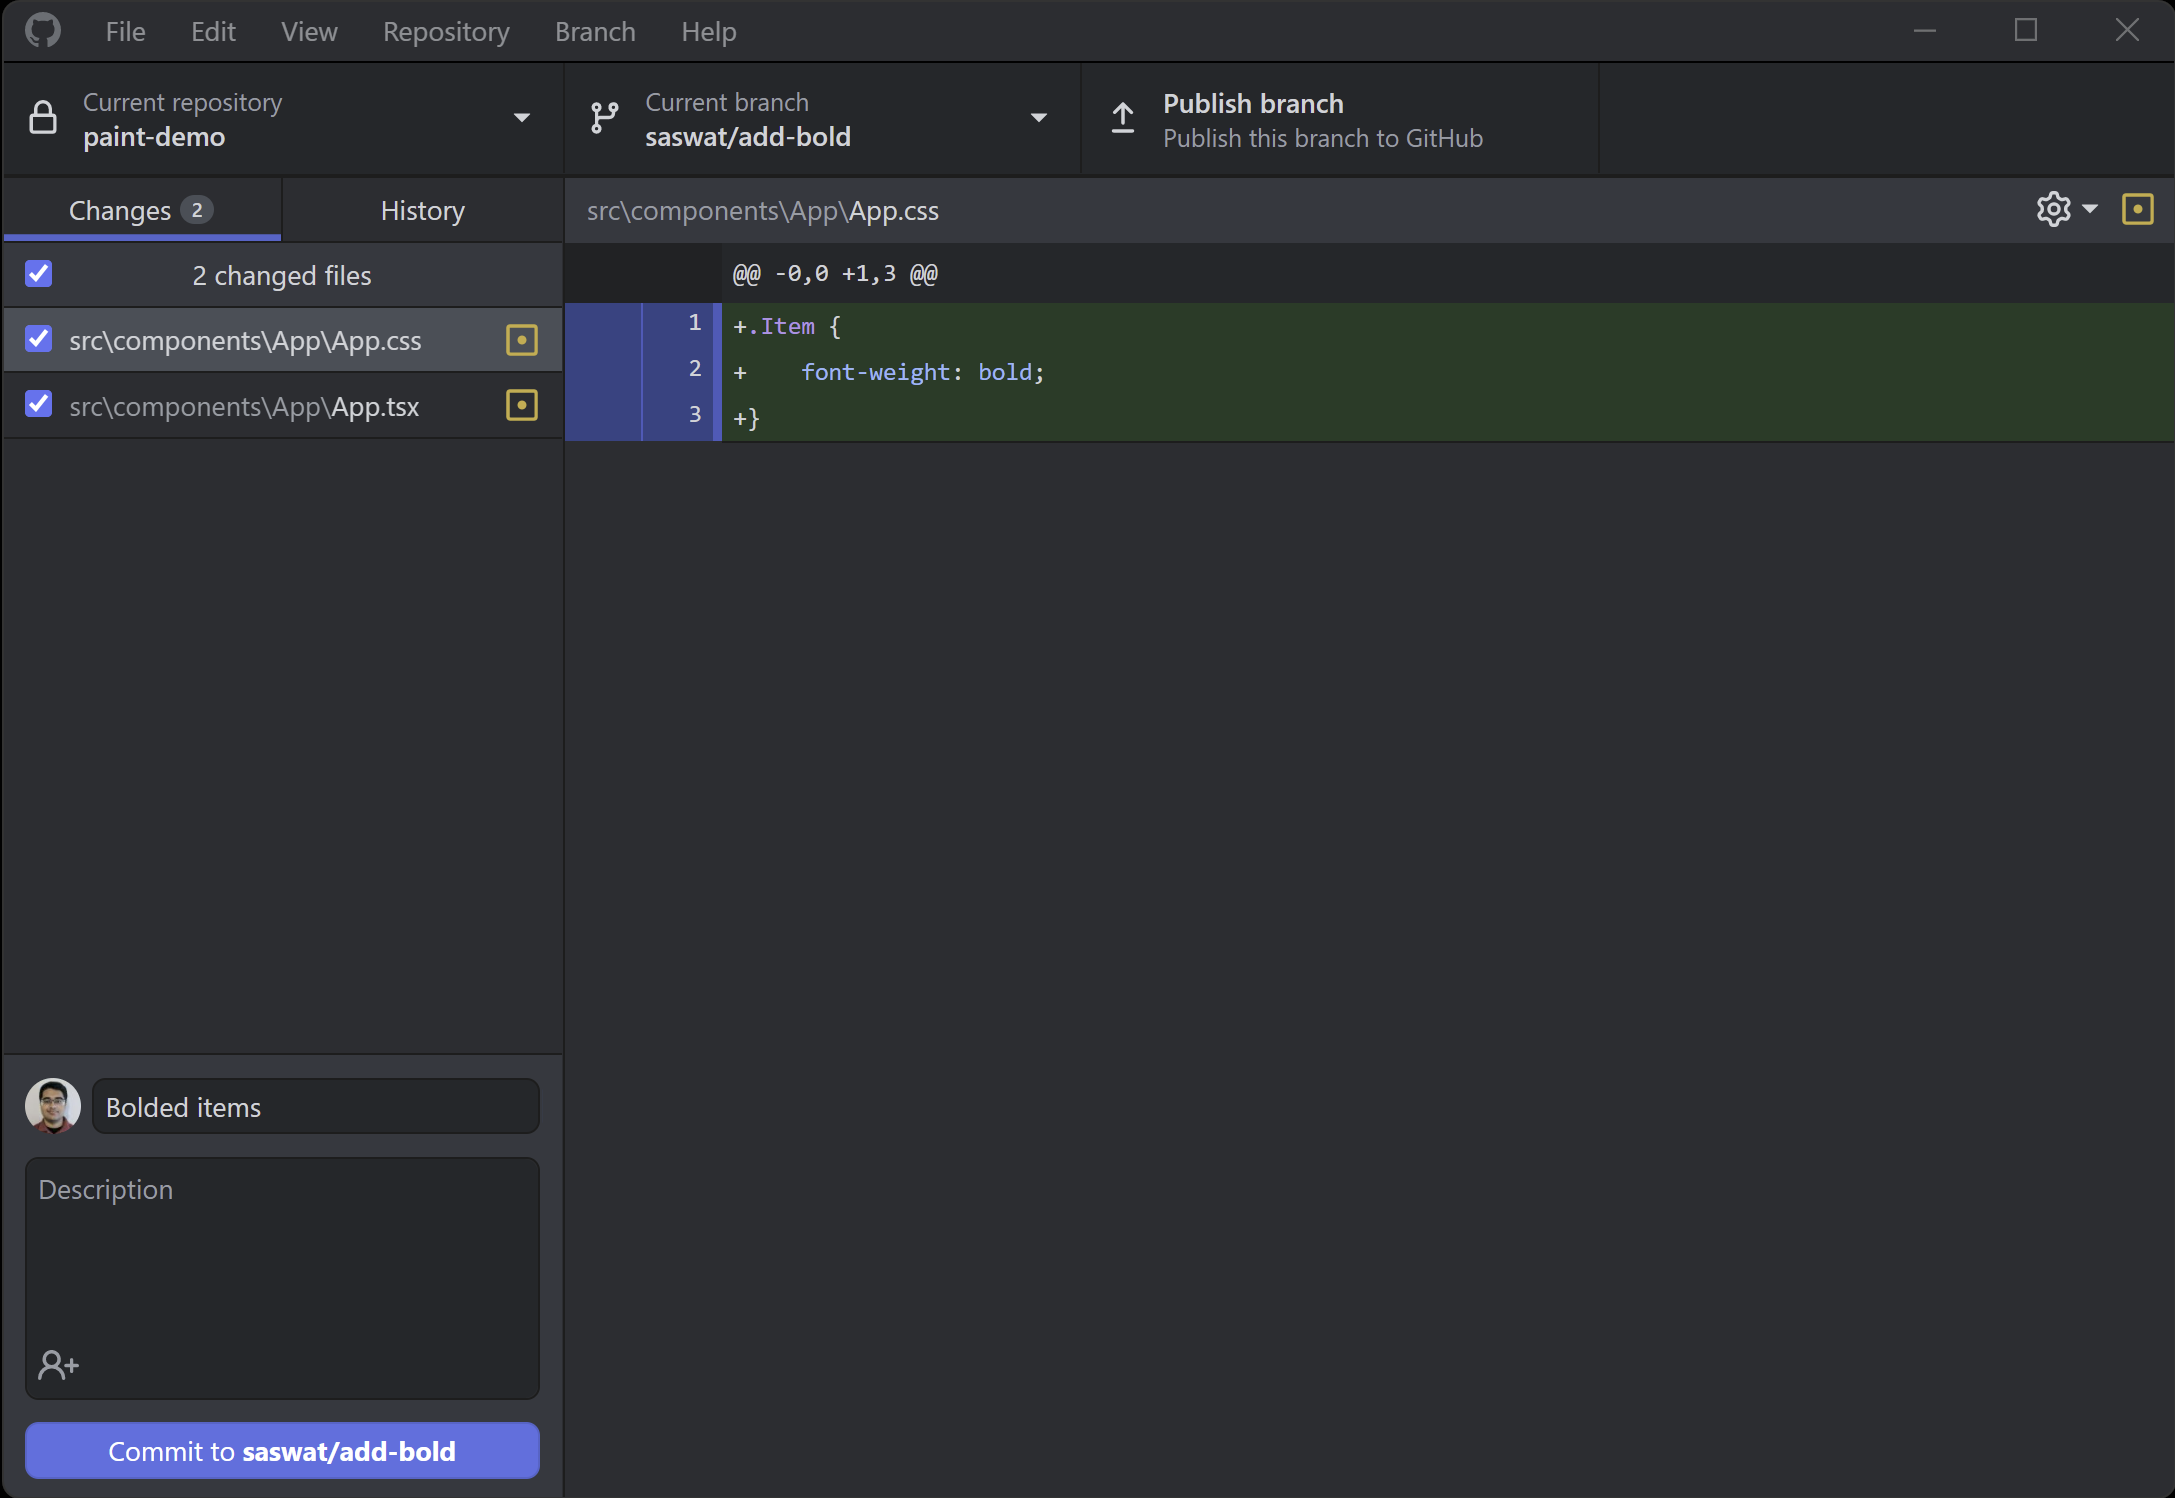 File Edit View Repository Branch Help
Current repository
paint-demo
Current branch
saswat/add-bold
Publish branch
Publish this branch to GitHub
Changes 2
History
src\components\App\App.css
2 changed files
src\components\App\App.css
src\components\App\App.tsx
@@ -0,0 +1,3 @@
1 +.Item {
2 +    font-weight: bold;
3 +}
Bolded items
Description
Commit to saswat/add-bold